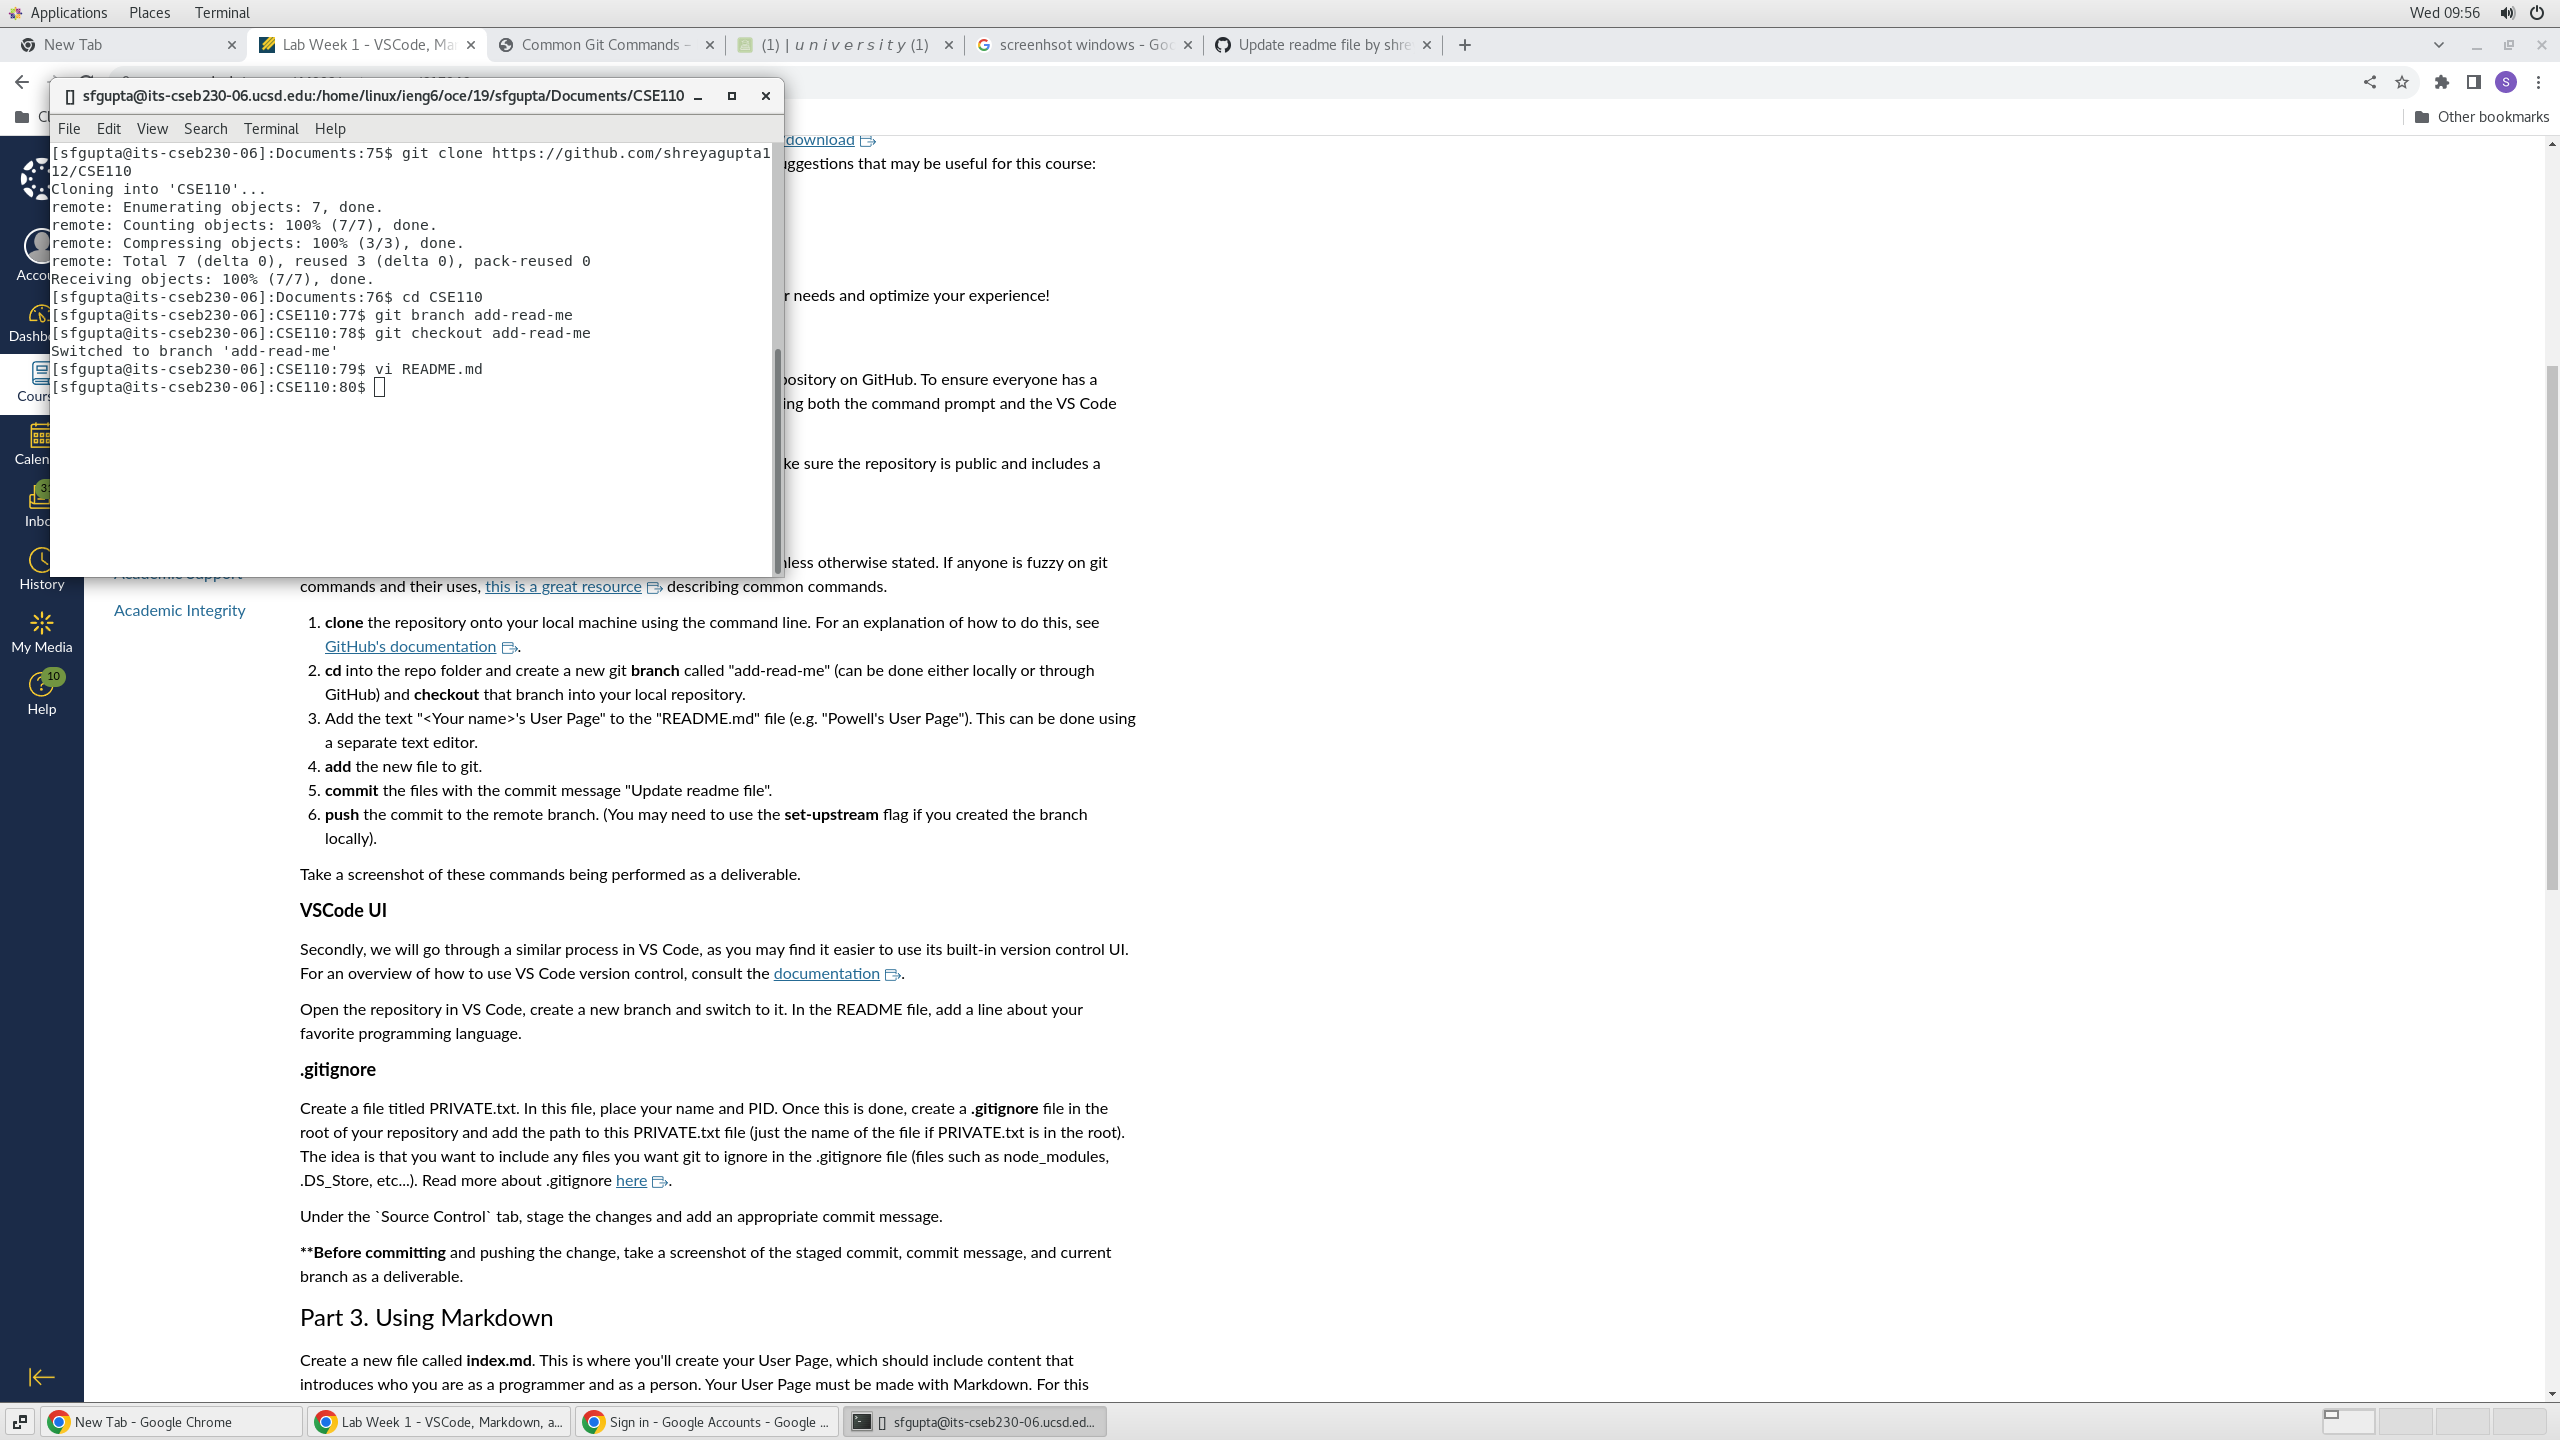 Applications Places Terminal Wed 09:56
New Tab Lab Week 1 - VSCode, Mar Common Git Commands - (1) | u n i v e r s i t y (1) screenhsot windows - Goo Update readme file by shre
S
Other bookmarks
[] sfgupta@its-cseb230-06.ucsd.edu:/home/linux/ieng6/oce/19/sfgupta/Documents/CSE110
File Edit View Search Terminal Help
[sfgupta@its-cseb230-06]:Documents:75$ git clone https://github.com/shreyagupta1
12/CSE110
Cloning into 'CSE110'...
remote: Enumerating objects: 7, done.
remote: Counting objects: 100% (7/7), done.
remote: Compressing objects: 100% (3/3), done.
remote: Total 7 (delta 0), reused 3 (delta 0), pack-reused 0
Receiving objects: 100% (7/7), done.
[sfgupta@its-cseb230-06]:Documents:76$ cd CSE110
[sfgupta@its-cseb230-06]:CSE110:77$ git branch add-read-me
[sfgupta@its-cseb230-06]:CSE110:78$ git checkout add-read-me
Switched to branch 'add-read-me'
[sfgupta@its-cseb230-06]:CSE110:79$ vi README.md
[sfgupta@its-cseb230-06]:CSE110:80$
Accou
Dashb
Cours
Calen
Inbo
History
My Media
10
Help
download
uggestions that may be useful for this course:
r needs and optimize your experience!
pository on GitHub. To ensure everyone has a
ing both the command prompt and the VS Code
ke sure the repository is public and includes a
nless otherwise stated. If anyone is fuzzy on git
Academic Support
commands and their uses, this is a great resource describing common commands.
Academic Integrity
1. clone the repository onto your local machine using the command line. For an explanation of how to do this, see
GitHub's documentation .
2. cd into the repo folder and create a new git branch called "add-read-me" (can be done either locally or through
GitHub) and checkout that branch into your local repository.
3. Add the text "<Your name>'s User Page" to the "README.md" file (e.g. "Powell's User Page"). This can be done using
a separate text editor.
4. add the new file to git.
5. commit the files with the commit message "Update readme file".
6. push the commit to the remote branch. (You may need to use the set-upstream flag if you created the branch
locally).
Take a screenshot of these commands being performed as a deliverable.
VSCode UI
Secondly, we will go through a similar process in VS Code, as you may find it easier to use its built-in version control UI.
For an overview of how to use VS Code version control, consult the documentation .
Open the repository in VS Code, create a new branch and switch to it. In the README file, add a line about your
favorite programming language.
.gitignore
Create a file titled PRIVATE.txt. In this file, place your name and PID. Once this is done, create a .gitignore file in the
root of your repository and add the path to this PRIVATE.txt file (just the name of the file if PRIVATE.txt is in the root).
The idea is that you want to include any files you want git to ignore in the .gitignore file (files such as node_modules,
.DS_Store, etc...). Read more about .gitignore here .
Under the `Source Control` tab, stage the changes and add an appropriate commit message.
**Before committing and pushing the change, take a screenshot of the staged commit, commit message, and current
branch as a deliverable.
Part 3. Using Markdown
Create a new file called index.md. This is where you'll create your User Page, which should include content that
introduces who you are as a programmer and as a person. Your User Page must be made with Markdown. For this
New Tab - Google Chrome Lab Week 1 - VSCode, Markdown, a... Sign in - Google Accounts - Google ... [] sfgupta@its-cseb230-06.ucsd.ed...